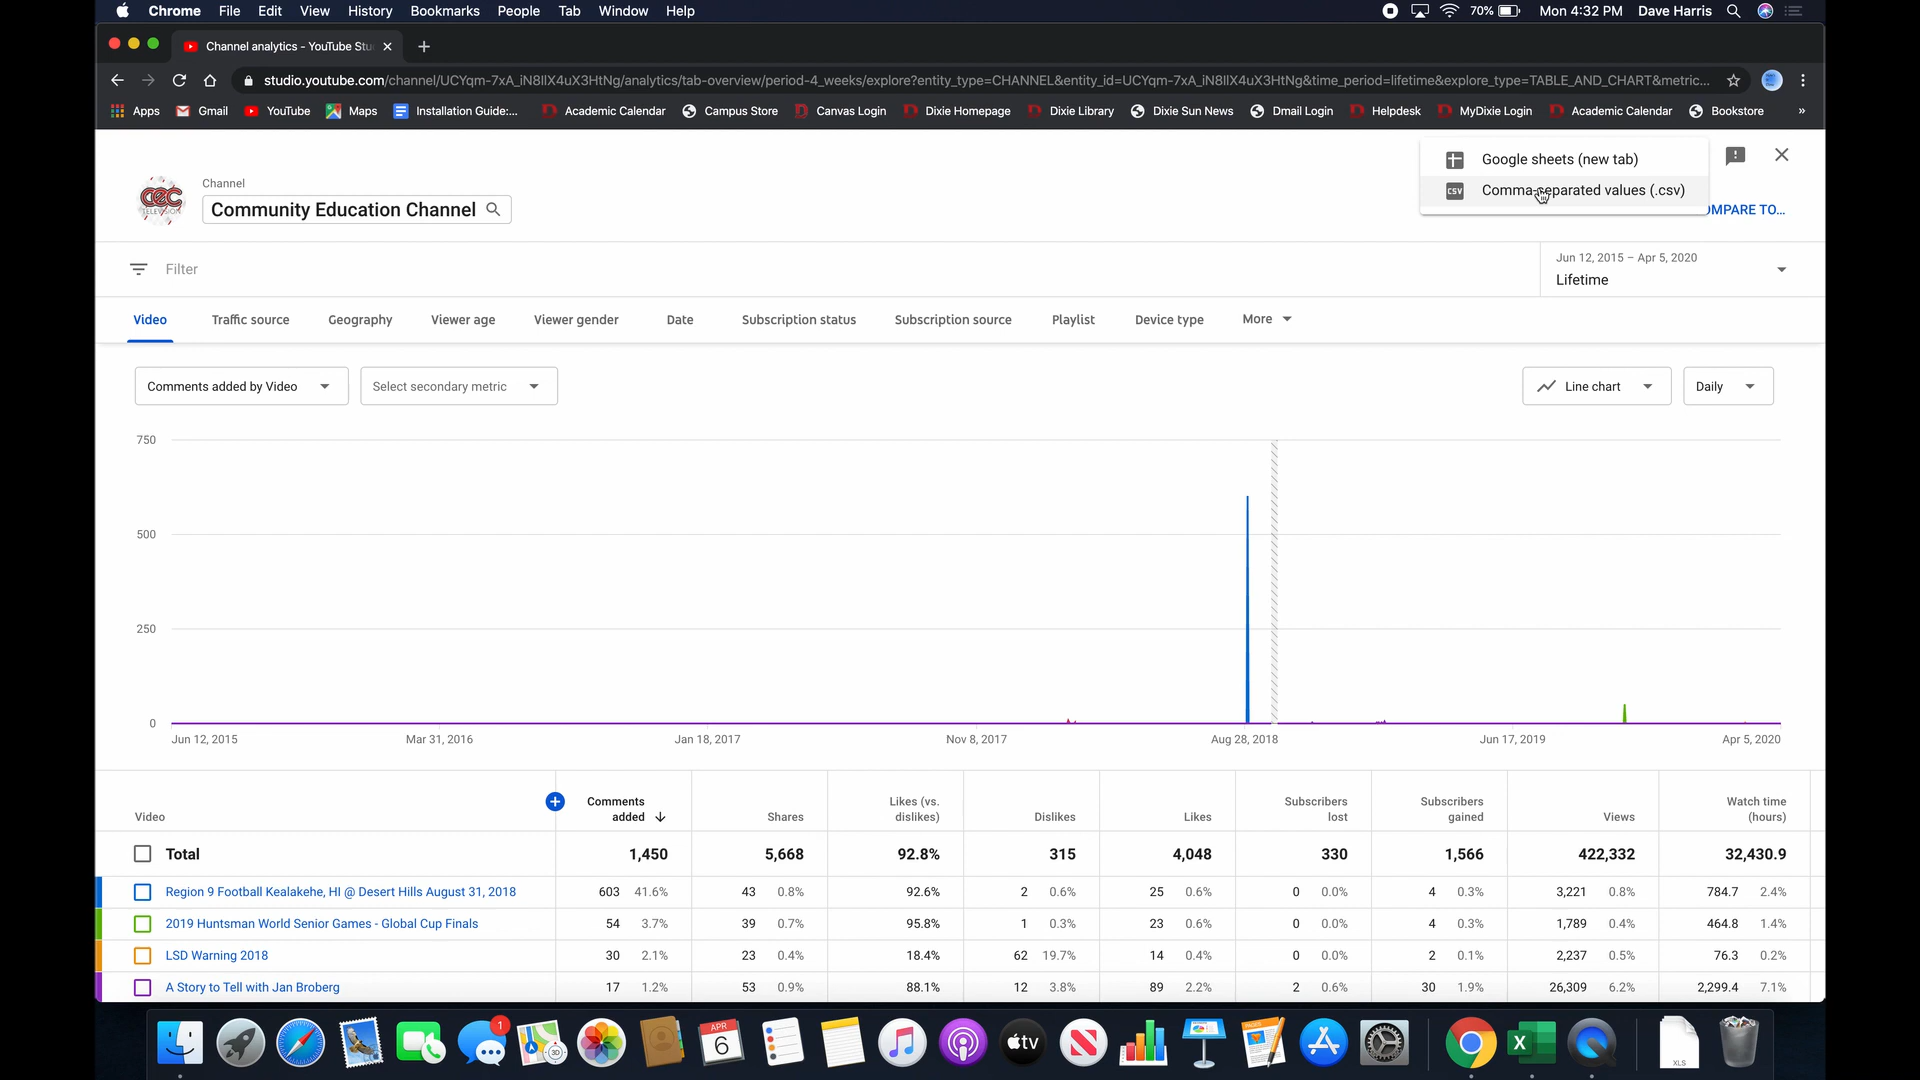 Chrome File Edit View History Bookmarks People Tab Window Help
70% Mon 4:32 PM Dave Harris
Channel analytics - YouTube Stu
studio.youtube.com/channel/UCYqm-7xA_iN8IlX4uX3HtNg/analytics/tab-overview/period-4_weeks/explore?entity_type=CHANNEL&entity_id=UCYqm-7xA_iN8IlX4uX3HtNg&time_period=lifetime&explore_type=TABLE_AND_CHART&metric...
Apps Gmail YouTube Maps Installation Guide:... Academic Calendar Campus Store Canvas Login Dixie Homepage Dixie Library Dixie Sun News Dmail Login Helpdesk MyDixie Login Academic Calendar Bookstore »
Google sheets (new tab)
CSV Comma-separated values (.csv)
OMPARE TO...
cec
TELEVISION
Channel
Community Education Channel
Filter
Jun 12, 2015 – Apr 5, 2020
Lifetime
Video Traffic source Geography Viewer age Viewer gender Date Subscription status Subscription source Playlist Device type More
Comments added by Video Select secondary metric Line chart Daily
750
500
250
0
Jun 12, 2015 Mar 31, 2016 Jan 18, 2017 Nov 8, 2017 Aug 28, 2018 Jun 17, 2019 Apr 5, 2020
Video Comments added Shares Likes (vs. dislikes) Dislikes Likes Subscribers lost Subscribers gained Views Watch time (hours)
Total 1,450 5,668 92.8% 315 4,048 330 1,566 422,332 32,430.9
Region 9 Football Kealakehe, HI @ Desert Hills August 31, 2018 603 41.6% 43 0.8% 92.6% 2 0.6% 25 0.6% 0 0.0% 4 0.3% 3,221 0.8% 784.7 2.4%
2019 Huntsman World Senior Games - Global Cup Finals 54 3.7% 39 0.7% 95.8% 1 0.3% 23 0.6% 0 0.0% 4 0.3% 1,789 0.4% 464.8 1.4%
LSD Warning 2018 30 2.1% 23 0.4% 18.4% 62 19.7% 14 0.4% 0 0.0% 2 0.1% 2,237 0.5% 76.3 0.2%
A Story to Tell with Jan Broberg 17 1.2% 53 0.9% 88.1% 12 3.8% 89 2.2% 2 0.6% 30 1.9% 26,309 6.2% 2,299.4 7.1%
1
3D
APR
6
tv
X
XLS